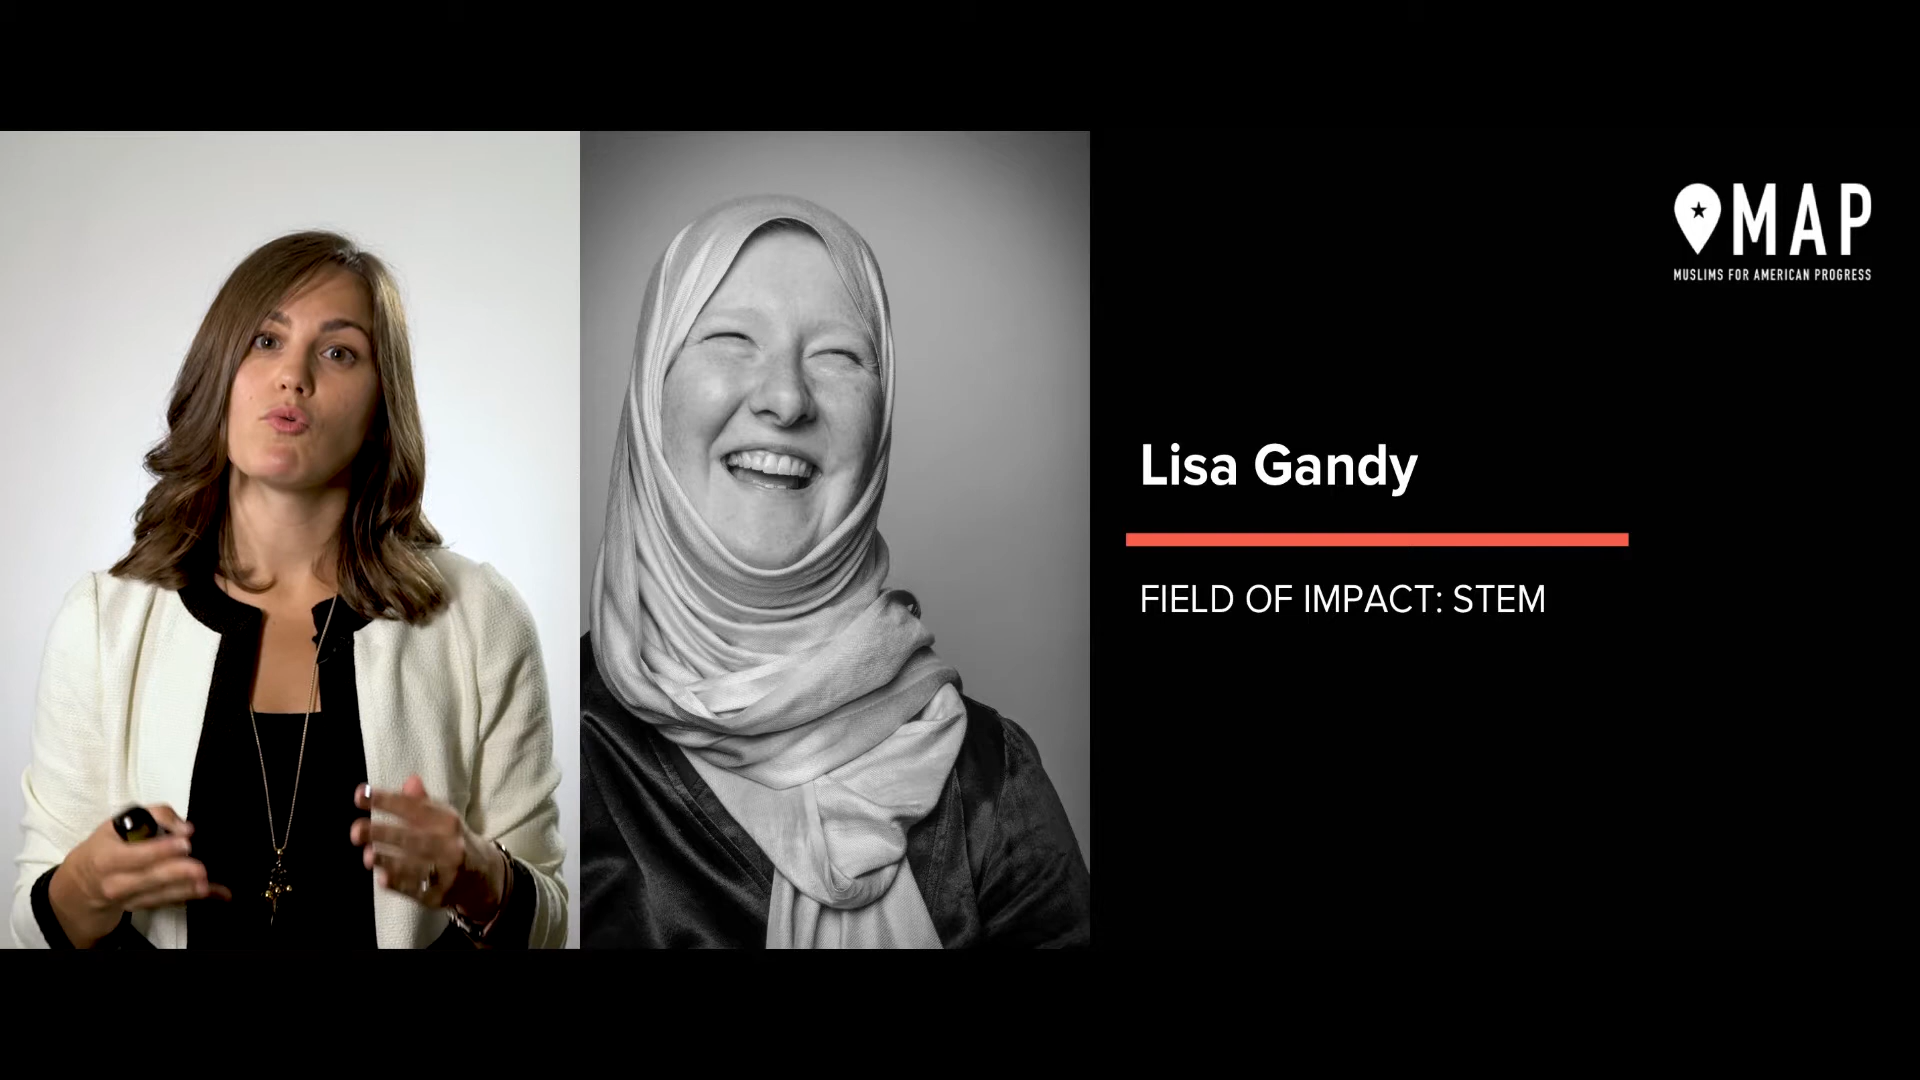 MAP
MUSLIMS FOR AMERICAN PROGRESS
Lisa Gandy
FIELD OF IMPACT: STEM